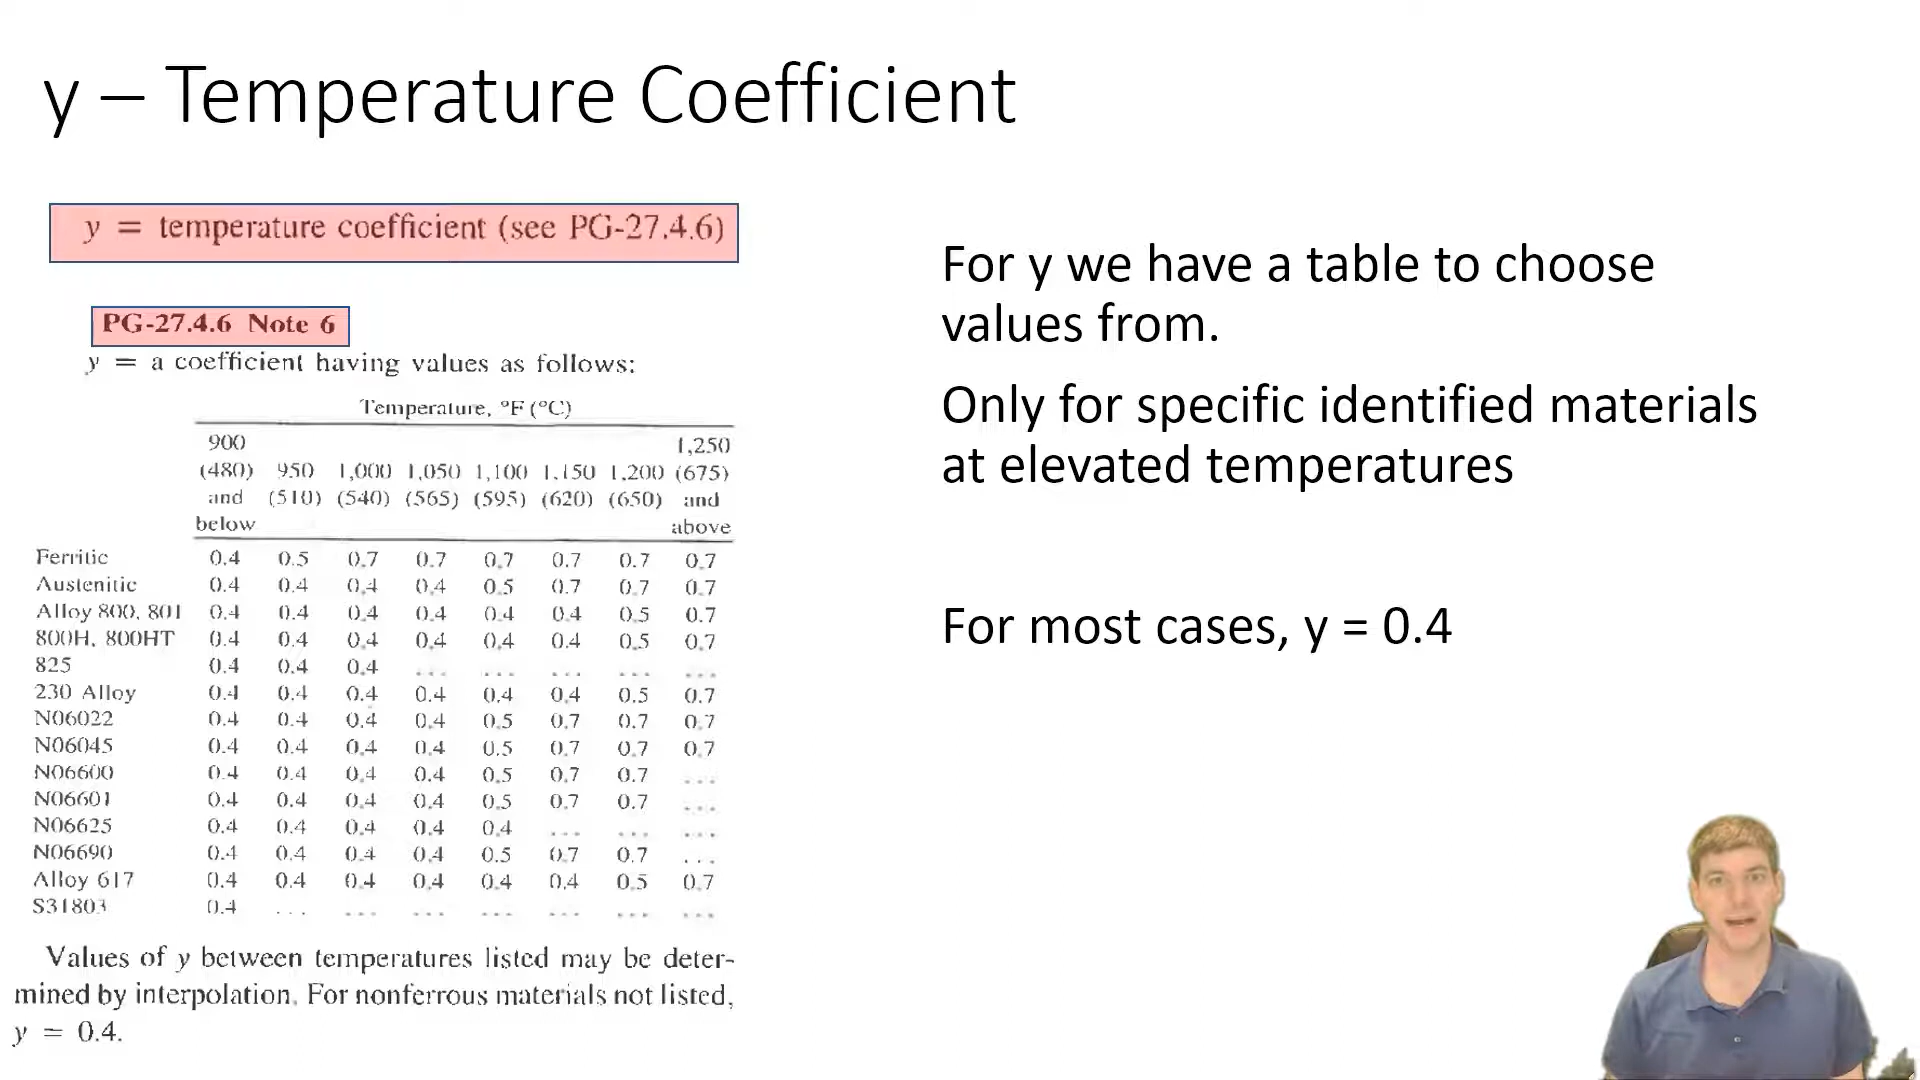 y – Temperature Coefficient
y = temperature coefficient (see PG-27.4.6)
PG-27.4.6 Note 6
y = a coefficient having values as follows:
Temperature, °F (°C)
900 1,250
(480) 950 1,000 1,050 1,100 1,150 1,200 (675)
and (510) (540) (565) (595) (620) (650) and
below above
Ferritic 0.4 0.5 0.7 0.7 0.7 0.7 0.7 0.7
Austenitic 0.4 0.4 0.4 0.4 0.5 0.7 0.7 0.7
Alloy 800, 801 0.4 0.4 0.4 0.4 0.4 0.4 0.5 0.7
800H, 800HT 0.4 0.4 0.4 0.4 0.4 0.4 0.5 0.7
825 0.4 0.4 0.4 ... ... ... ... ...
230 Alloy 0.4 0.4 0.4 0.4 0.4 0.4 0.5 0.7
N06022 0.4 0.4 0.4 0.4 0.5 0.7 0.7 0.7
N06045 0.4 0.4 0.4 0.4 0.5 0.7 0.7 0.7
N06600 0.4 0.4 0.4 0.4 0.5 0.7 0.7 ...
N06601 0.4 0.4 0.4 0.4 0.5 0.7 0.7 ...
N06625 0.4 0.4 0.4 0.4 0.4 ... ... ...
N06690 0.4 0.4 0.4 0.4 0.5 0.7 0.7 ...
Alloy 617 0.4 0.4 0.4 0.4 0.4 0.4 0.5 0.7
S31803 0.4 ... ... ... ... ... ... ...
Values of y between temperatures listed may be deter-
mined by interpolation. For nonferrous materials not listed,
y = 0.4.
For y we have a table to choose
values from.
Only for specific identified materials
at elevated temperatures
For most cases, y = 0.4